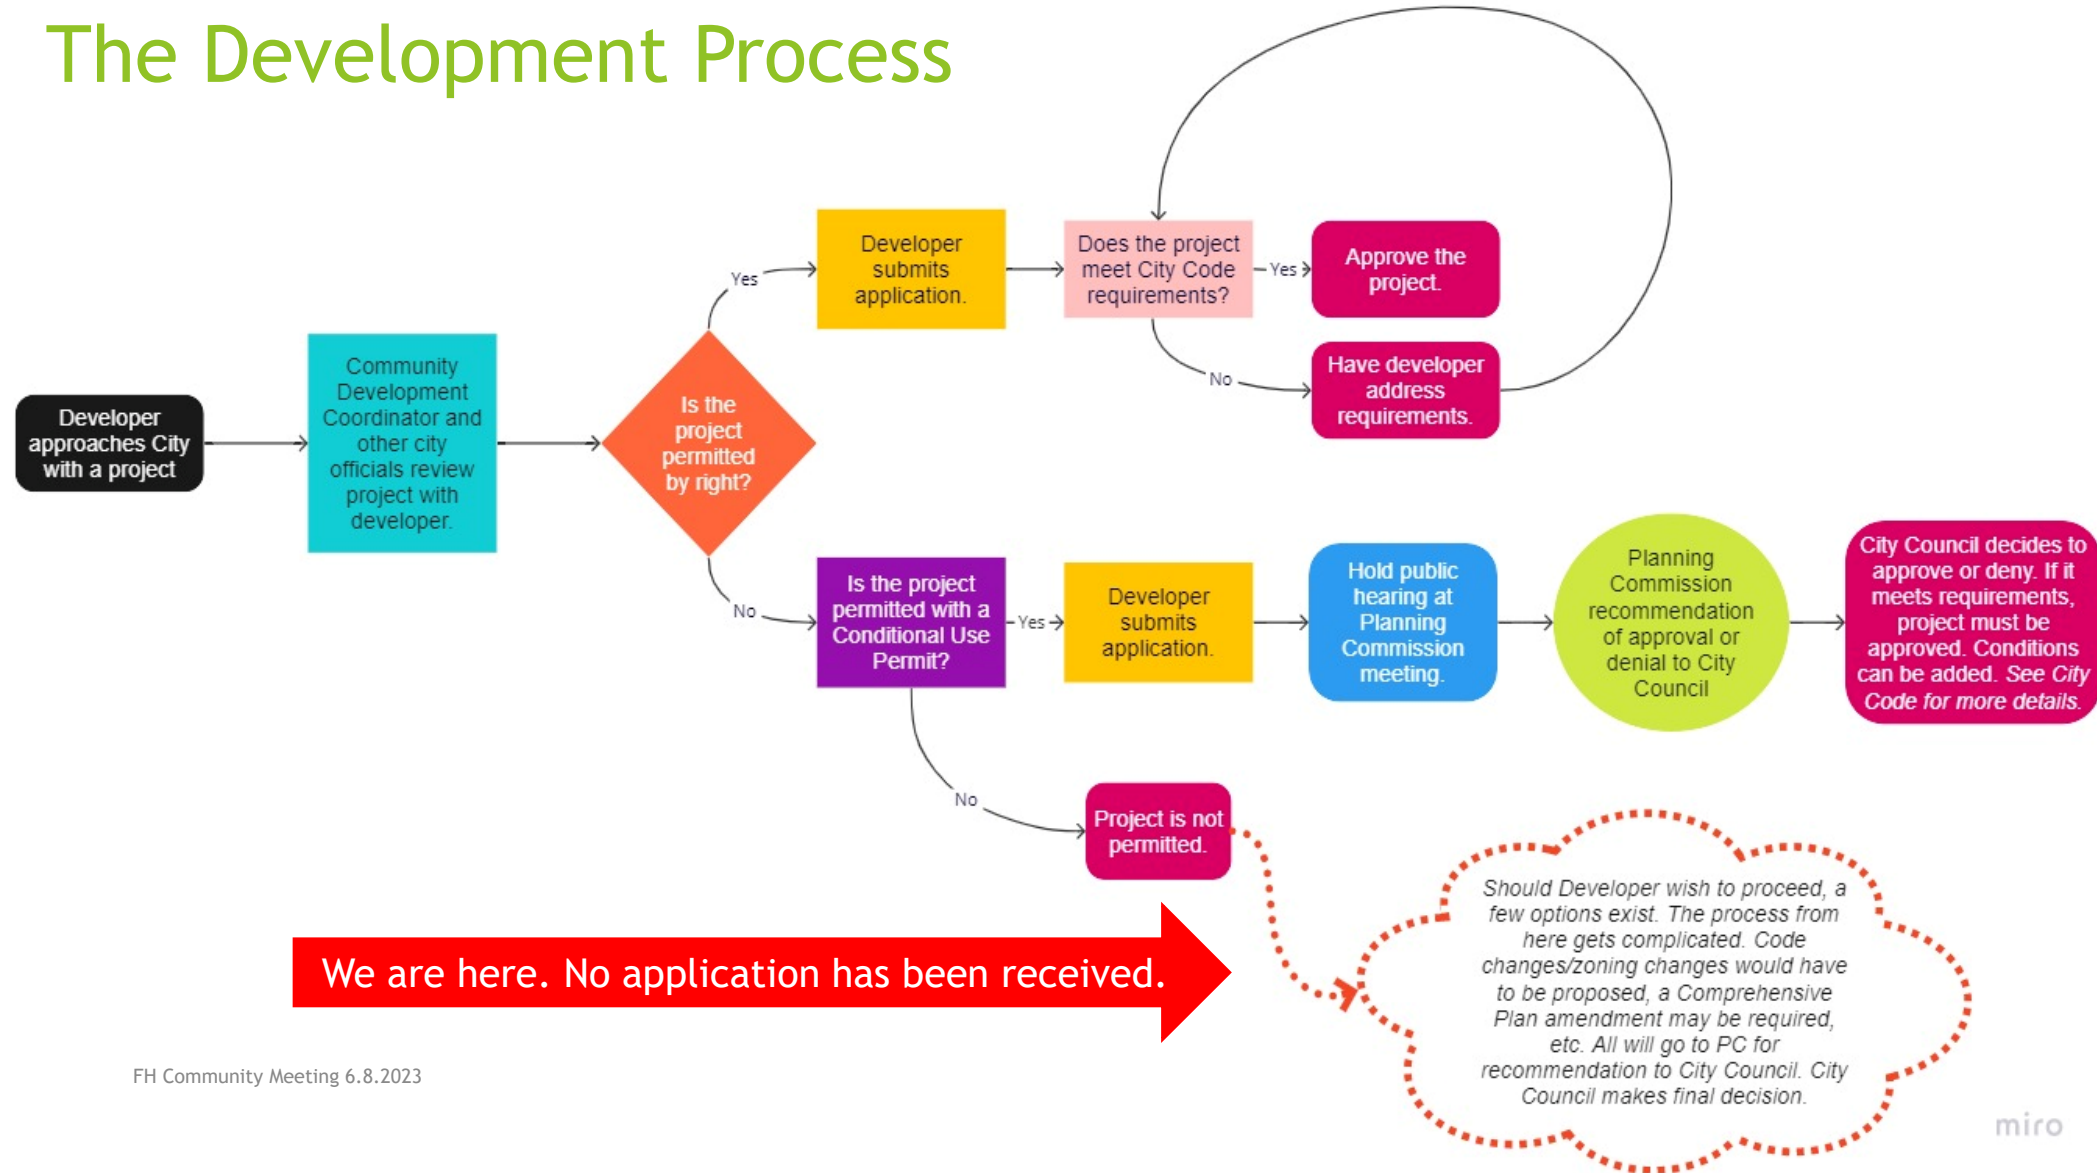 The Development Process
Developer
approaches City
with a project
Community
Development
Coordinator and
other city
officials review
project with
developer.
Is the
project
permitted
by right?
Yes
Developer
submits
application.
Does the project
meet City Code
requirements?
Yes
Approve the
project.
No
Have developer
address
requirements.
No
Is the project
permitted with a
Conditional Use
Permit?
Yes
Developer
submits
application.
Hold public
hearing at
Planning
Commission
meeting.
Planning
Commission
recommendation
of approval or
denial to City
Council
City Council decides to
approve or deny. If it
meets requirements,
project must be
approved. Conditions
can be added. See City
Code for more details.
No
Project is not
permitted.
Should Developer wish to proceed, a
few options exist. The process from
here gets complicated. Code
changes/zoning changes would have
to be proposed, a Comprehensive
Plan amendment may be required,
etc. All will go to PC for
recommendation to City Council. City
Council makes final decision.
We are here. No application has been received.
FH Community Meeting 6.8.2023
miro